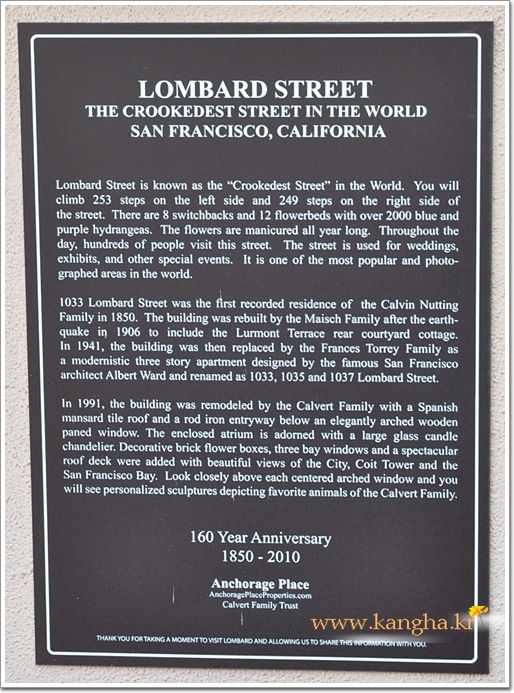 LOMBARD STREET
THE CROOKEDEST STREET IN THE WORLD
SAN FRANCISCO, CALIFORNIA
Lombard Street is known as the “Crookedest Street” in the World. You will
climb 253 steps on the left side and 249 steps on the right side of
the street. There are 8 switchbacks and 12 flowerbeds with over 2000 blue and
purple hydrangeas. The flowers are manicured all year long. Throughout the
day, hundreds of people visit this street. The street is used for weddings,
exhibits, and other special events. It is one of the most popular and photo-
graphed areas in the world.
1033 Lombard Street was the first recorded residence of the Calvin Nutting
Family in 1850. The building was rebuilt by the Maisch Family after the earth-
quake in 1906 to include the Lurmont Terrace rear courtyard cottage.
In 1941, the building was then replaced by the Frances Torrey Family as
a modernistic three story apartment designed by the famous San Francisco
architect Albert Ward and renamed as 1033, 1035 and 1037 Lombard Street.
In 1991, the building was remodeled by the Calvert Family with a Spanish
mansard tile roof and a rod iron entryway below an elegantly arched wooden
paned window. The enclosed atrium is adorned with a large glass candle
chandelier. Decorative brick flower boxes, three bay windows and a spectacular
roof deck were added with beautiful views of the City, Coit Tower and the
San Francisco Bay. Look closely above each centered arched window and you
will see personalized sculptures depicting favorite animals of the Calvert Family.
160 Year Anniversary
1850 - 2010
Anchorage Place
AnchoragePlaceProperties.com
Calvert Family Trust
www.kangha.kr
THANK YOU FOR TAKING A MOMENT TO VISIT LOMBARD AND ALLOWING US TO SHARE THIS INFORMATION WITH YOU.